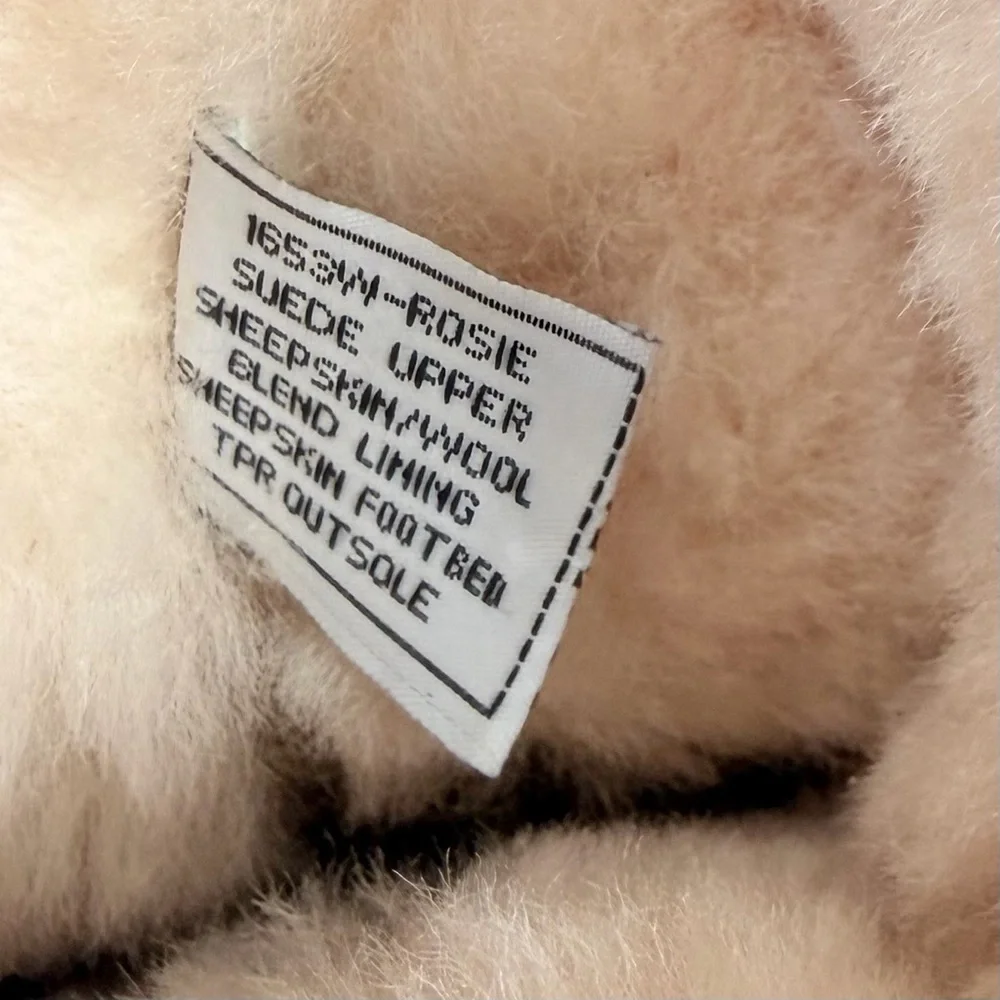 1653W-ROSIE
SUEDE UPPER
SHEEPSKIN/WOOL
BLEND LINING
SHEEPSKIN FOOTBED
TPR OUTSOLE